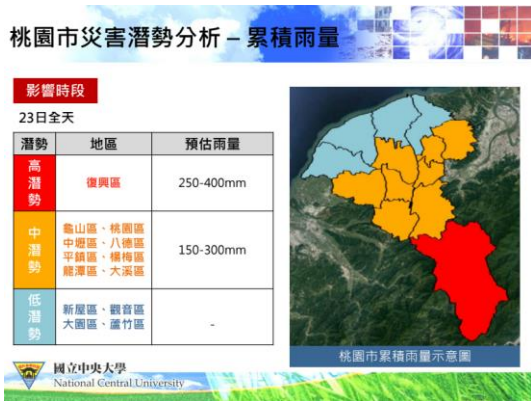 桃園市災害潛勢分析 – 累積雨量
影響時段
23日全天
潛勢 地區 預估雨量
高潛勢 復興區 250-400mm
中潛勢 龜山區、桃園區
中壢區、八德區
平鎮區、楊梅區
龍潭區、大溪區
150-300mm
低潛勢 新屋區、觀音區
大園區、蘆竹區
-
桃園市累積雨量示意圖
國立中央大學
National Central University